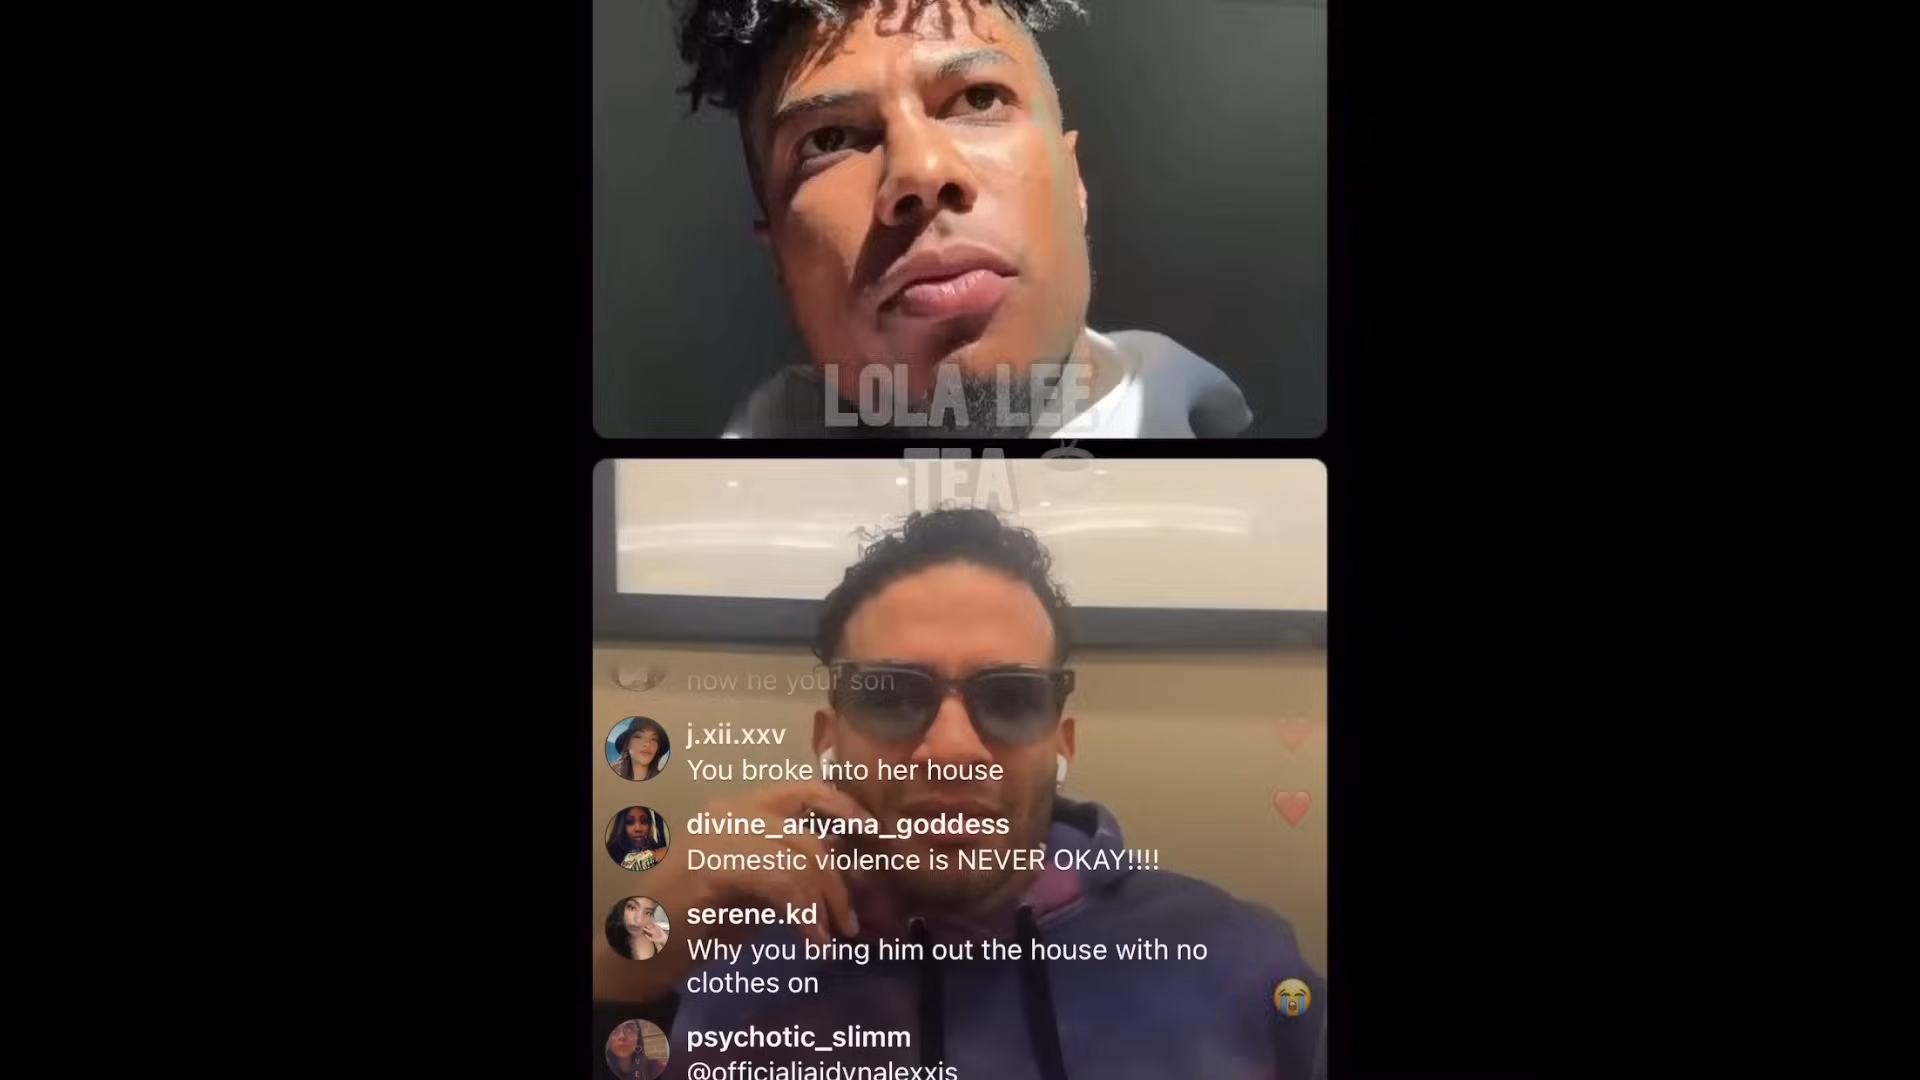 LOLA LEE
TEA
now he your son
j.xii.xxv
You broke into her house
divine_ariyana_goddess
Domestic violence is NEVER OKAY!!!!
serene.kd
Why you bring him out the house with no
clothes on
psychotic_slimm
@officialjaidynalexxis